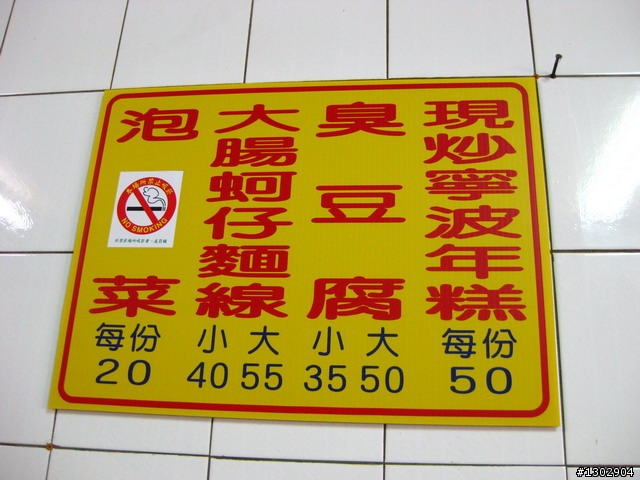 現炒寧波年糕
每份
50
臭豆腐
小 大
35 50
大腸蚵仔麵線
小 大
40 55
泡菜
每份
20
NO SMOKING
#1302904